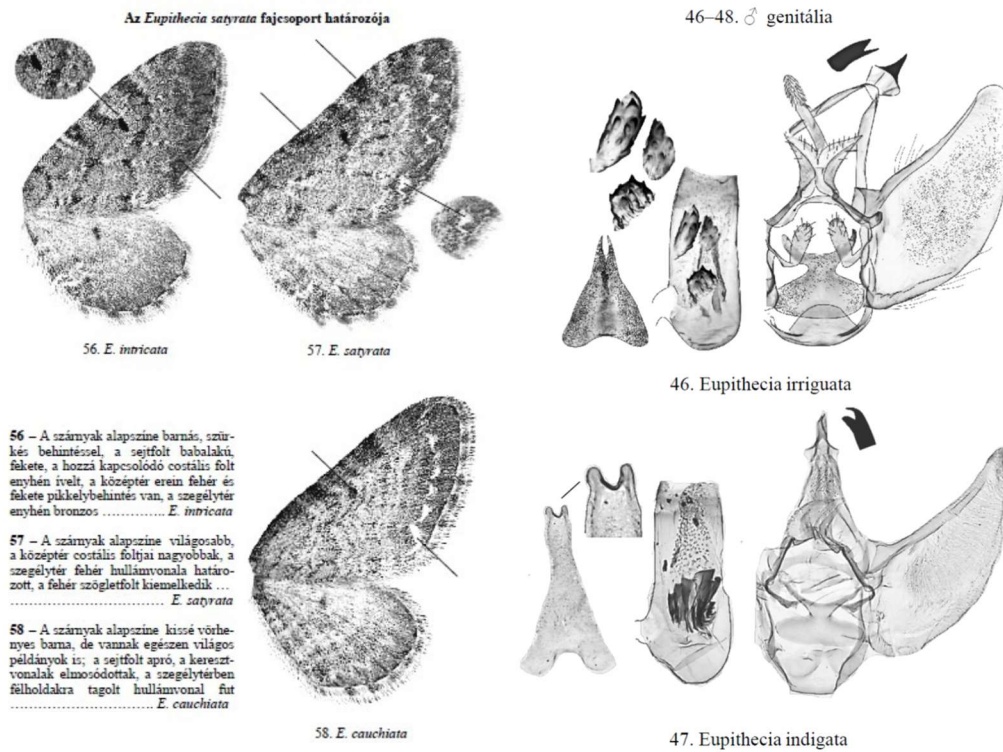 Az Eupithecia satyrata fajcsoport határozója
56. E. intricata
57. E. satyrata
56 – A szárnyak alapszíne barnás, szür-
kés behintéssel, a sejtfolt babalakú,
fekete, a hozzá kapcsolódó costális folt
enyhén ívelt, a középtér erein fehér és
fekete pikkelybehintés van, a szegélytér
enyhén bronzos .............. E. intricata
57 – A szárnyak alapszíne világosabb,
a középtér costális foltjai nagyobbak, a
szegélytér fehér hullámvonala határo-
zott, a fehér szögletfolt kiemelkedik ...
................................ E. satyrata
58 – A szárnyak alapszíne kissé vörhe-
nyes barna, de vannak egészen világos
példányok is; a sejtfolt apró, a kereszt-
vonalak elmosódottak, a szegélytérben
félholdakra tagolt hullámvonal fut
.............................. E. cauchiata
58. E. cauchiata
46–48. ♂ genitália
46. Eupithecia irriguata
47. Eupithecia indigata